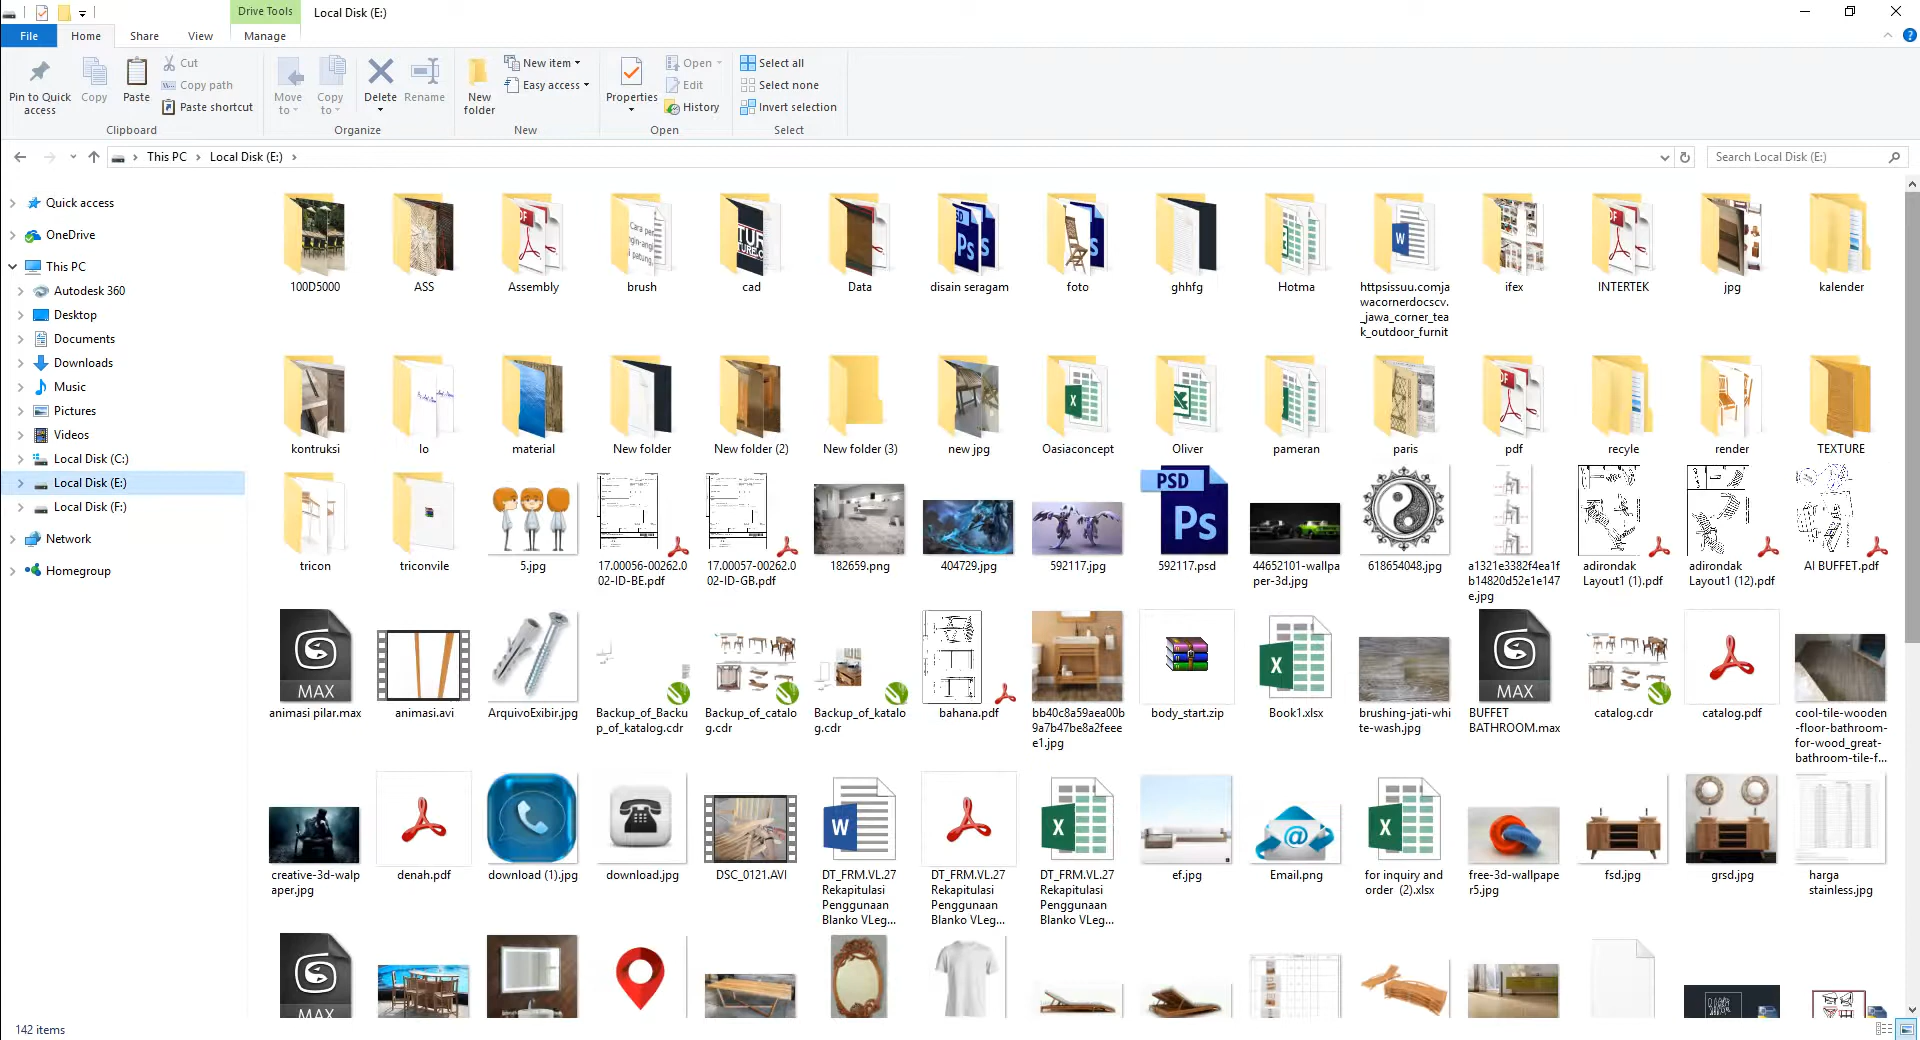 Drive Tools
Local Disk (E:)
File
Home
Share
View
Manage
Pin to Quick access
Copy
Paste
Cut
Copy path
Paste shortcut
Clipboard
Move to
Copy to
Delete
Rename
Organize
New folder
New item
Easy access
New
Properties
Open
Edit
History
Open
Select all
Select none
Invert selection
Select
This PC
Local Disk (E:)
Search Local Disk (E:)
Quick access
OneDrive
This PC
Autodesk 360
Desktop
Documents
Downloads
Music
Pictures
Videos
Local Disk (C:)
Local Disk (E:)
Local Disk (F:)
Network
Homegroup
100D5000
ASS
Assembly
brush
cad
Data
disain seragam
foto
ghhfg
Hotma
httpsissuu.comja
wacornerdocscv.
_jawa_corner_tea
k_outdoor_furnit
ifex
INTERTEK
jpg
kalender
kontruksi
lo
material
New folder
New folder (2)
New folder (3)
new jpg
Oasiaconcept
Oliver
pameran
paris
pdf
recyle
render
TEXTURE
tricon
triconvile
5.jpg
17.00056-00262.0
02-ID-BE.pdf
17.00057-00262.0
02-ID-GB.pdf
182659.png
404729.jpg
592117.jpg
PSD
Ps
592117.psd
44652101-wallpa
per-3d.jpg
618654048.jpg
a1321e3382f4ea1f
b14820d52e1e147
e.jpg
adirondak
Layout1 (1).pdf
adirondak
Layout1 (12).pdf
AI BUFFET.pdf
MAX
animasi pilar.max
animasi.avi
ArquivoExibir.jpg
Backup_of_Backu
p_of_katalog.cdr
Backup_of_catalo
g.cdr
Backup_of_katalo
g.cdr
bahana.pdf
bb40c8a59aea00b
9a7b47be8a2feee
e1.jpg
body_start.zip
Book1.xlsx
brushing-jati-whi
te-wash.jpg
MAX
BUFFET
BATHROOM.max
catalog.cdr
catalog.pdf
cool-tile-wooden
-floor-bathroom-
for-wood_great-
bathroom-tile-f...
creative-3d-walp
aper.jpg
denah.pdf
download (1).jpg
download.jpg
DSC_0121.AVI
DT_FRM.VL.27
Rekapitulasi
Penggunaan
Blanko VLeg...
DT_FRM.VL.27
Rekapitulasi
Penggunaan
Blanko VLeg...
DT_FRM.VL.27
Rekapitulasi
Penggunaan
Blanko VLeg...
ef.jpg
Email.png
for inquiry and
order (2).xlsx
free-3d-wallpape
r5.jpg
fsd.jpg
grsd.jpg
harga
stainless.jpg
MAX
142 items